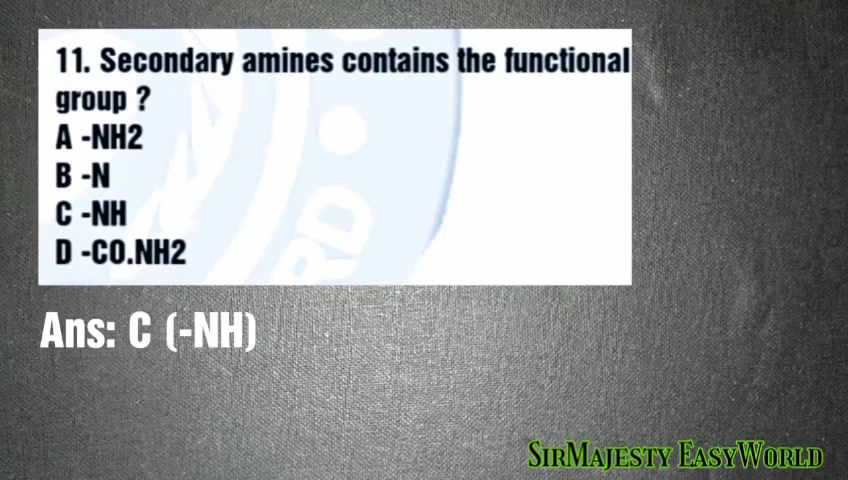 11. Secondary amines contains the functional
group ?
A -NH2
B -N
C -NH
D -CO.NH2
Ans: C (-NH)
SirMajesty EasyWorld